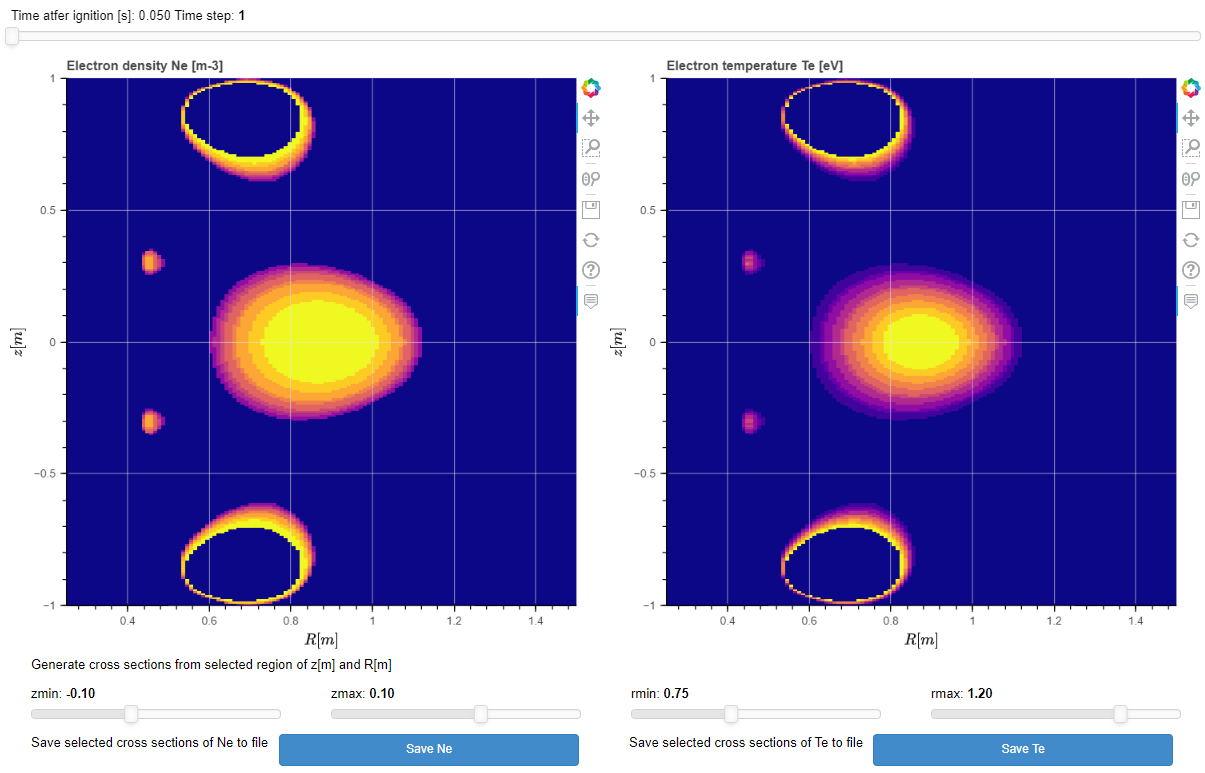 Time atfer ignition [s]: 0.050 Time step: 1
Electron density Ne [m-3]
1
0.5
0
−0.5
−1
z[m]
0.4 0.6 0.8 1 1.2 1.4
R[m]
Electron temperature Te [eV]
1
0.5
0
−0.5
−1
z[m]
0.4 0.6 0.8 1 1.2 1.4
R[m]
Generate cross sections from selected region of z[m] and R[m]
zmin: -0.10 zmax: 0.10 rmin: 0.75 rmax: 1.20
Save selected cross sections of Ne to file Save Ne Save selected cross sections of Te to file Save Te